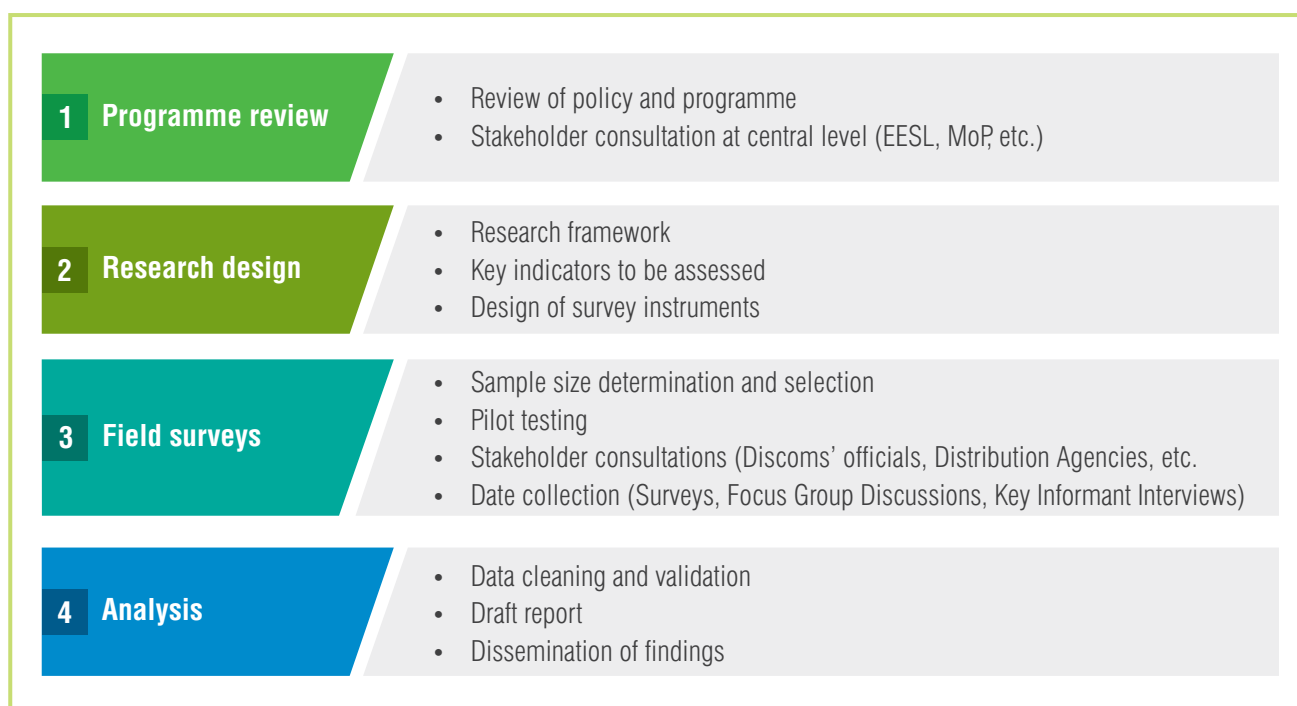 1 Programme review
• Review of policy and programme
• Stakeholder consultation at central level (EESL, MoP, etc.)
2 Research design
• Research framework
• Key indicators to be assessed
• Design of survey instruments
3 Field surveys
• Sample size determination and selection
• Pilot testing
• Stakeholder consultations (Discoms’ officials, Distribution Agencies, etc.
• Date collection (Surveys, Focus Group Discussions, Key Informant Interviews)
4 Analysis
• Data cleaning and validation
• Draft report
• Dissemination of findings